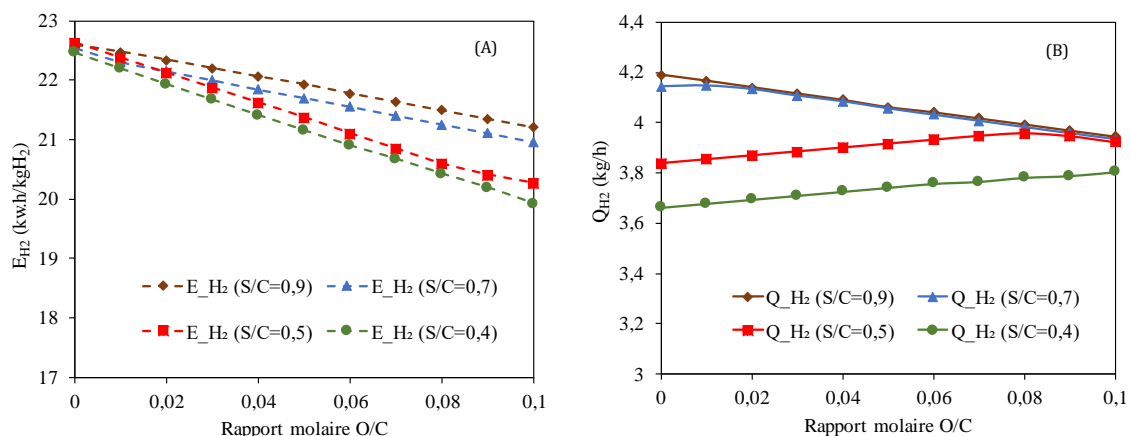 (A)
23
22
21
20
19
18
17
E_H2 (kw.h/kgH₂)
E_H₂ (S/C=0,9)
E_H₂ (S/C=0,7)
E_H₂ (S/C=0,5)
E_H₂ (S/C=0,4)
0 0,02 0,04 0,06 0,08 0,1
Rapport molaire O/C
(B)
4,4
4,2
4
3,8
3,6
3,4
3,2
3
Q_H2 (kg/h)
Q_H₂ (S/C=0,9)
Q_H₂ (S/C=0,7)
Q_H₂ (S/C=0,5)
Q_H₂ (S/C=0,4)
0 0,02 0,04 0,06 0,08 0,1
Rapport molaire O/C